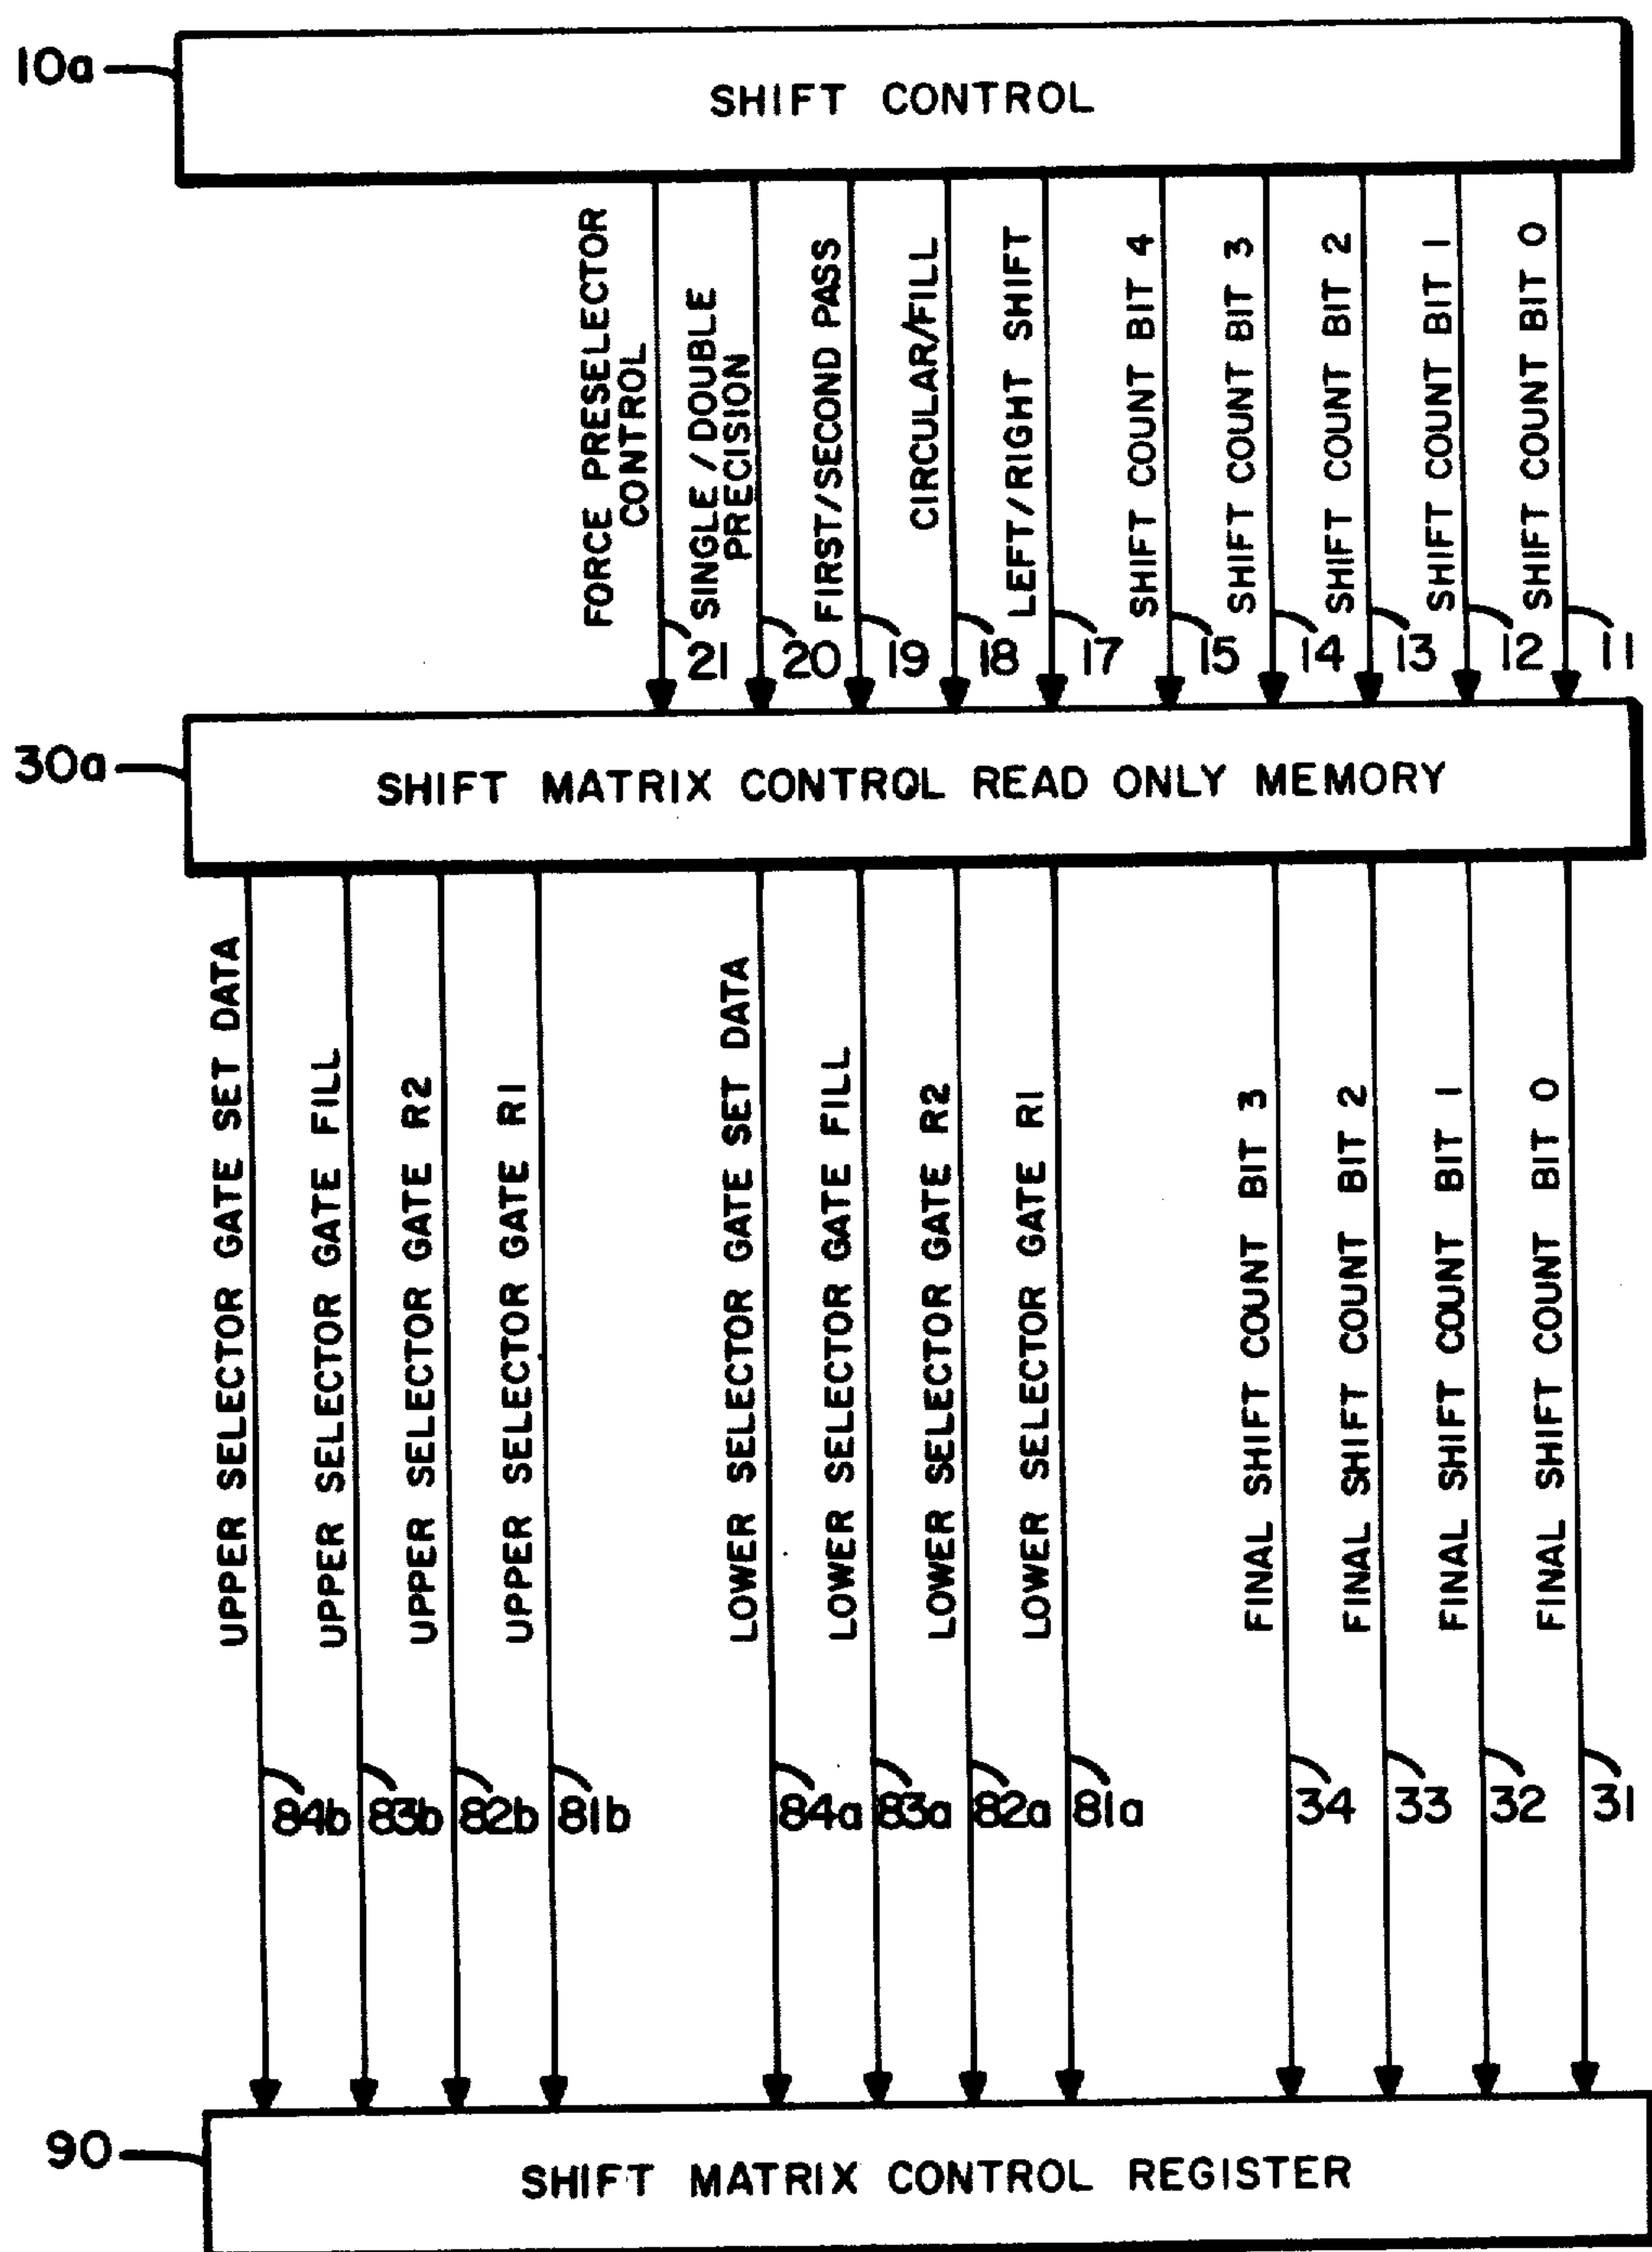 10a
SHIFT CONTROL
FORCE PRESELECTOR
CONTROL
SINGLE / DOUBLE
PRECISION
FIRST/SECOND PASS
CIRCULAR/FILL
LEFT/RIGHT SHIFT
SHIFT COUNT BIT 4
SHIFT COUNT BIT 3
SHIFT COUNT BIT 2
SHIFT COUNT BIT 1
SHIFT COUNT BIT 0
21 20 19 18 17 15 14 13 12 11
30a
SHIFT MATRIX CONTROL READ ONLY MEMORY
UPPER SELECTOR GATE SET DATA
UPPER SELECTOR GATE FILL
UPPER SELECTOR GATE R2
UPPER SELECTOR GATE R1
LOWER SELECTOR GATE SET DATA
LOWER SELECTOR GATE FILL
LOWER SELECTOR GATE R2
LOWER SELECTOR GATE R1
FINAL SHIFT COUNT BIT 3
FINAL SHIFT COUNT BIT 2
FINAL SHIFT COUNT BIT 1
FINAL SHIFT COUNT BIT 0
84b 83b 82b 81b 84a 83a 82a 81a 34 33 32 31
90
SHIFT MATRIX CONTROL REGISTER